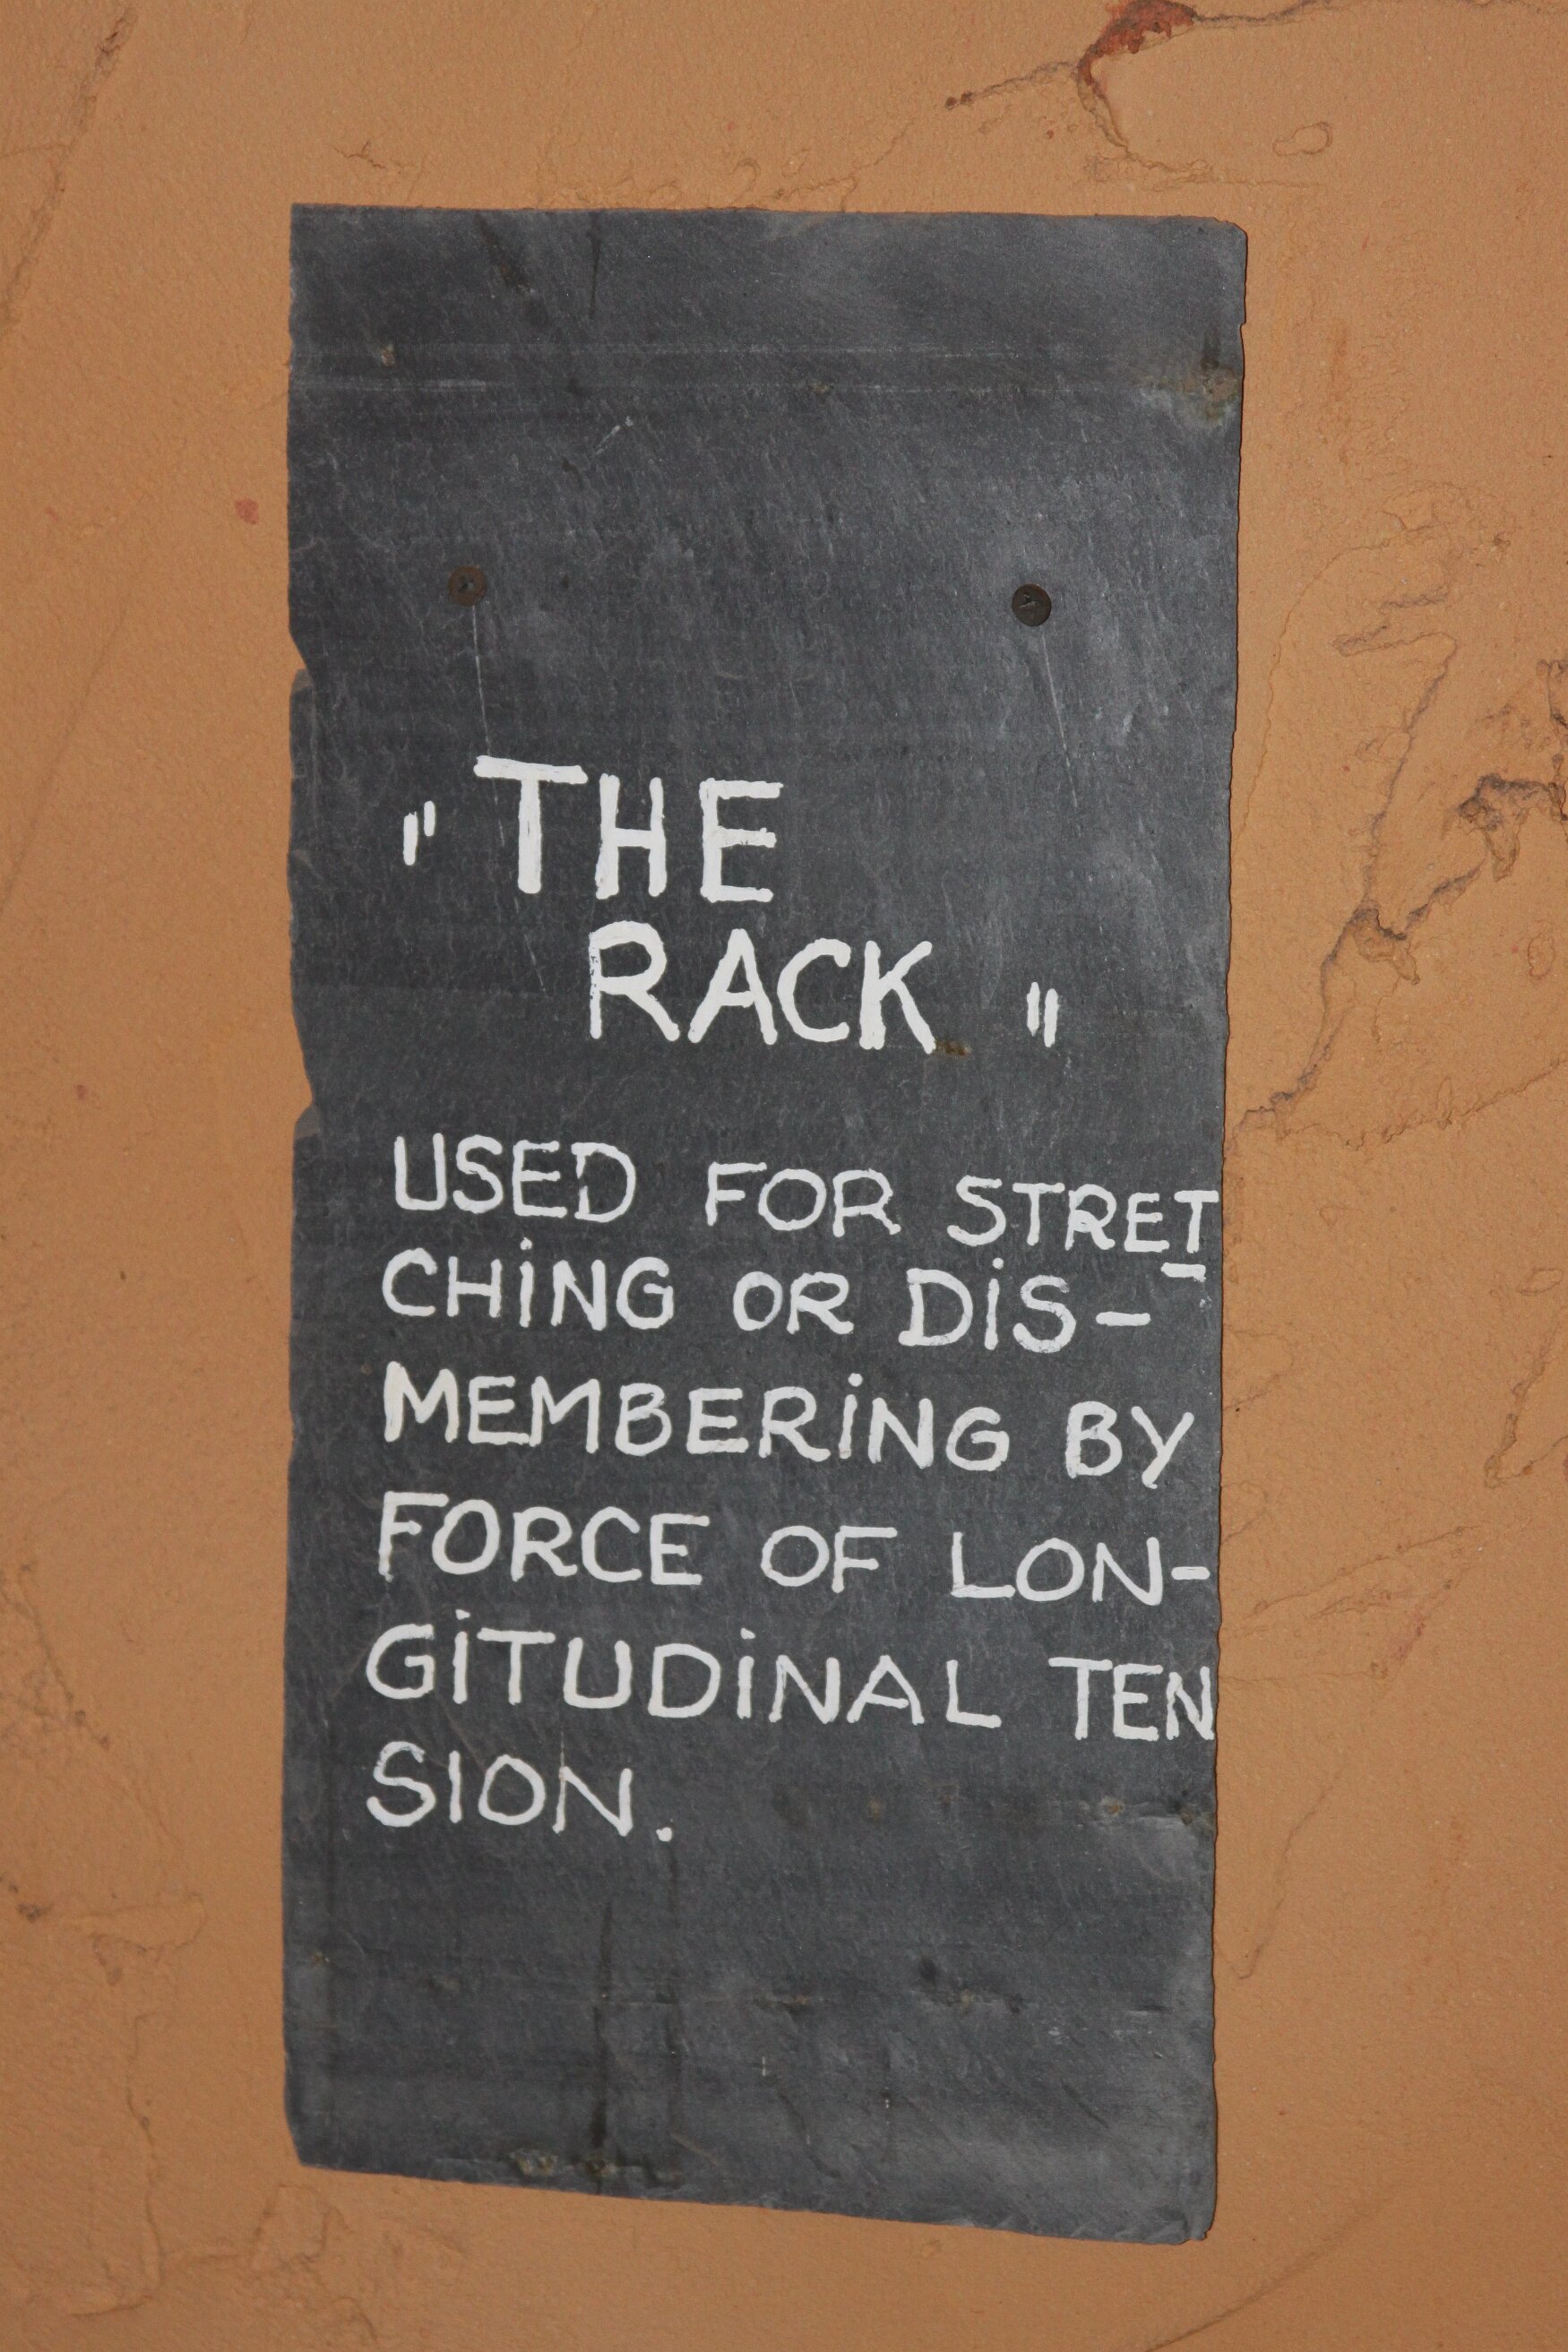 "THE
RACK"
USED FOR STRET-
CHiNG OR DiS-
MEMBERiNG BY
FORCE OF LON-
GiTUDiNAL TEN
SION.